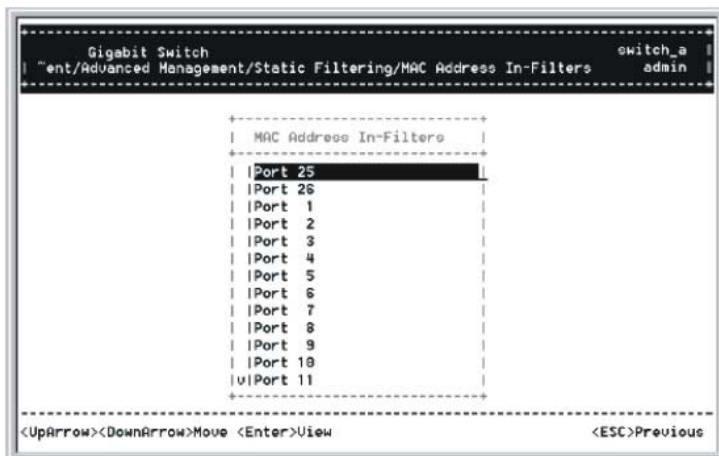 Gigabit Switch switch_a
~ent/Advanced Management/Static Filtering/MAC Address In-Filters admin
MAC Address In-Filters
Port 25
Port 26
Port 1
Port 2
Port 3
Port 4
Port 5
Port 6
Port 7
Port 8
Port 9
Port 10
v|Port 11
<UpArrow><DownArrow>Move <Enter>View <ESC>Previous